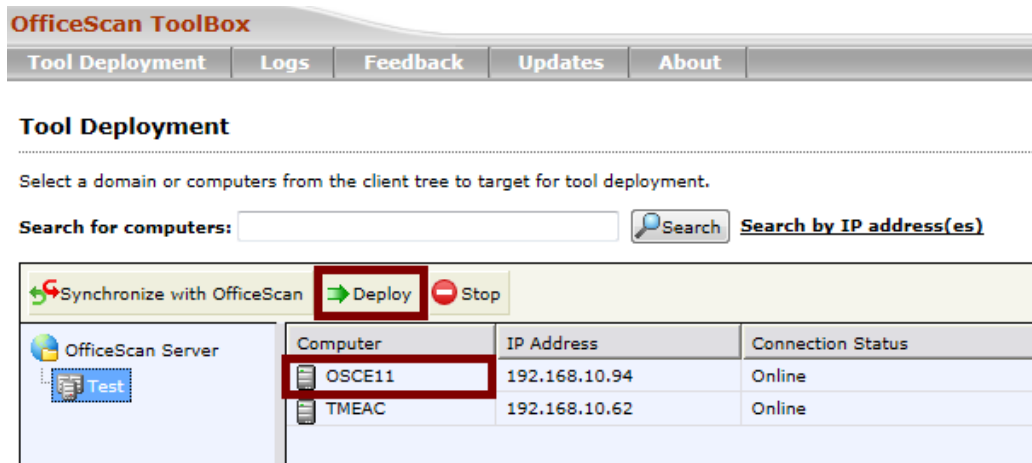 OfficeScan ToolBox
Tool Deployment Logs Feedback Updates About
Tool Deployment
Select a domain or computers from the client tree to target for tool deployment.
Search for computers: Search Search by IP address(es)
Synchronize with OfficeScan Deploy Stop
OfficeScan Server
Test
Computer IP Address Connection Status
OSCE11 192.168.10.94 Online
TMEAC 192.168.10.62 Online